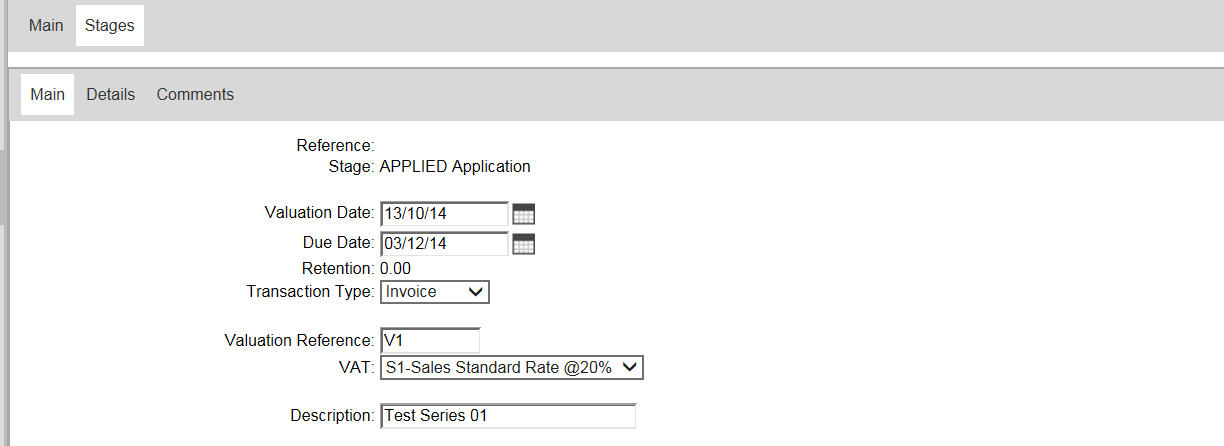 Main Stages
Main Details Comments
Reference:
Stage: APPLIED Application
Valuation Date: 13/10/14
Due Date: 03/12/14
Retention: 0.00
Transaction Type: Invoice
Valuation Reference: V1
VAT: S1-Sales Standard Rate @20%
Description: Test Series 01